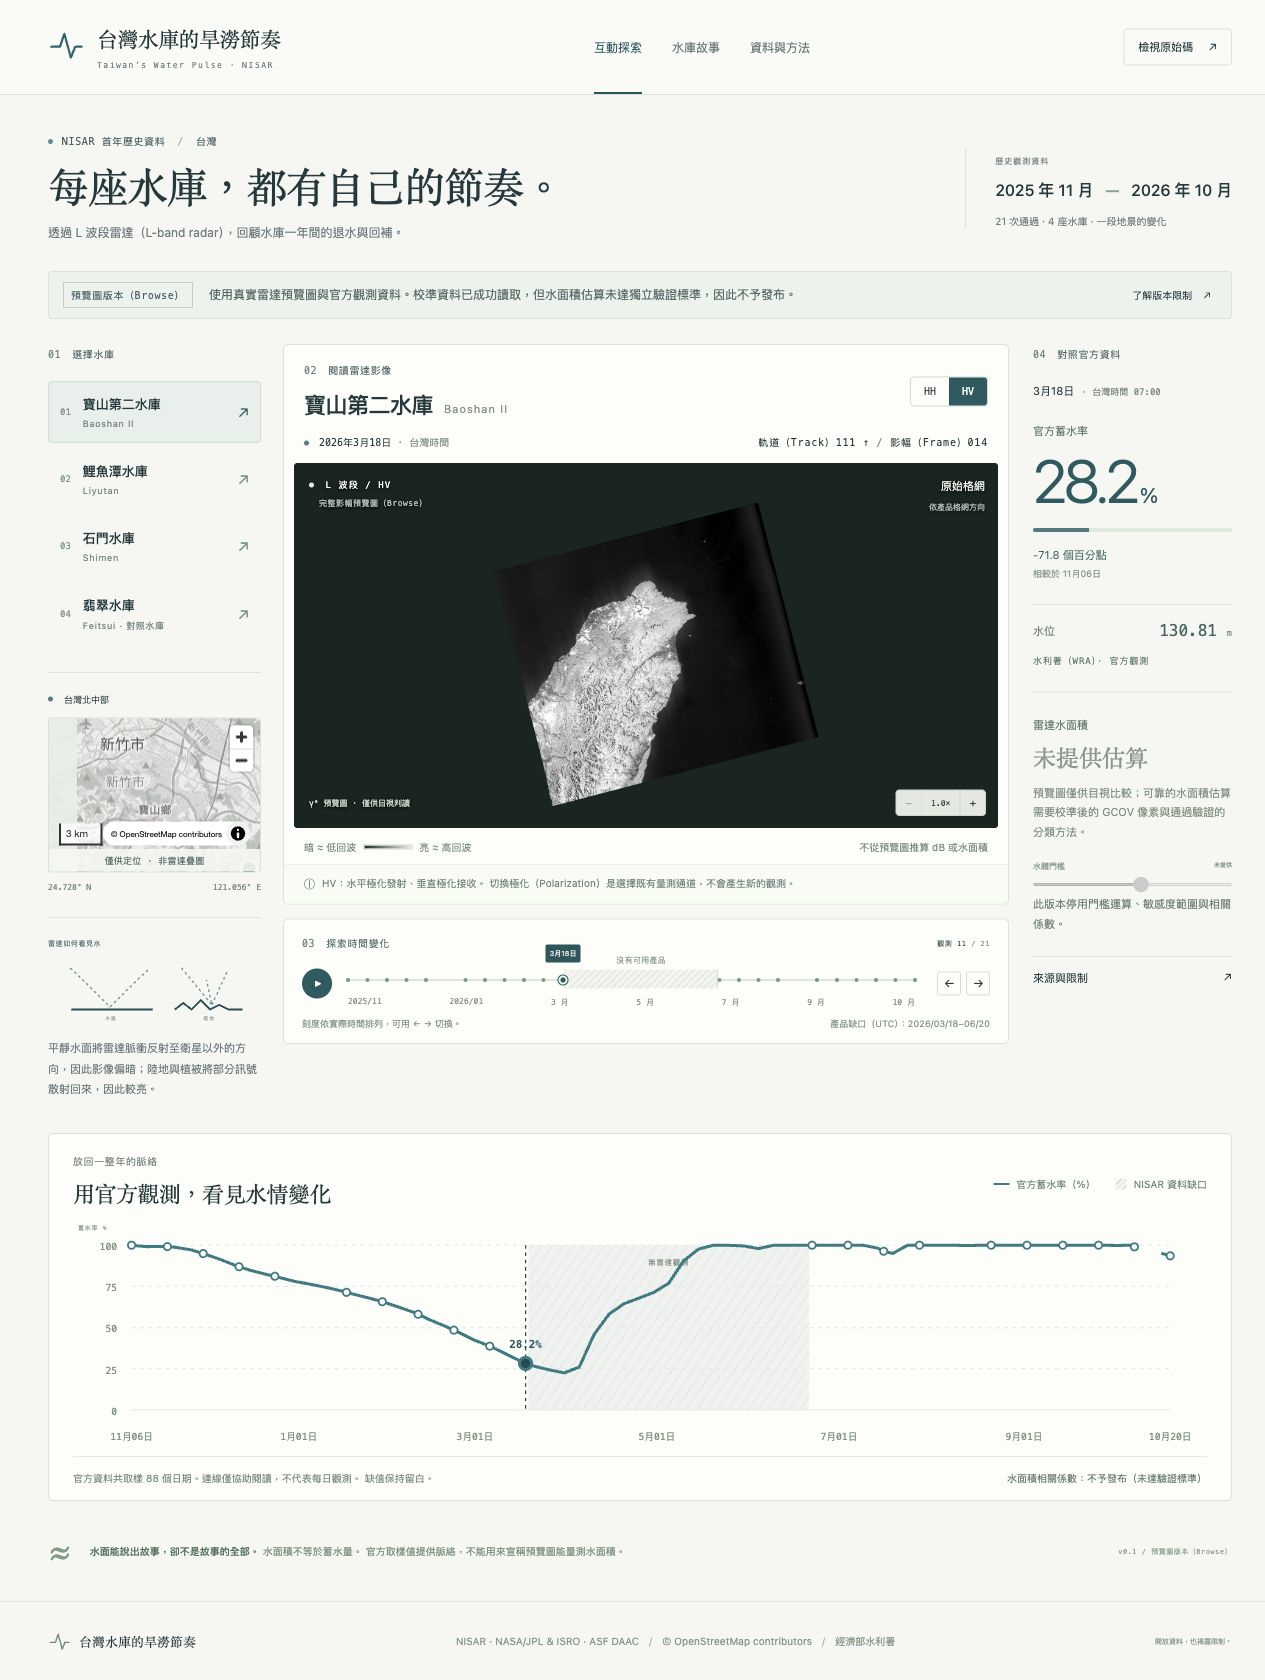 台灣水庫的旱澇節奏
Taiwan's Water Pulse · NISAR
互動探索
水庫故事
資料與方法
檢視原始碼 ↗
NISAR 首年歷史資料 / 台灣
每座水庫，都有自己的節奏。
透過 L 波段雷達（L-band radar），回顧水庫一年間的退水與回補。
歷史觀測資料
2025 年 11 月 — 2026 年 10 月
21 次通過 · 4 座水庫 · 一段地景的變化
預覽圖版本（Browse）
使用真實雷達預覽圖與官方觀測資料。校準資料已成功讀取，但水面積估算未達獨立驗證標準，因此不予發布。
了解版本限制 ↗
01 選擇水庫
01 寶山第二水庫 ↗
Baoshan II
02 鯉魚潭水庫 ↗
Liyutan
03 石門水庫 ↗
Shimen
04 翡翠水庫 ↗
Feitsui · 對照水庫
台灣北中部
新竹市
新竹市
寶山鄉
3 km
© OpenStreetMap contributors
僅供定位 · 非雷達疊圖
24.728° N
121.056° E
雷達如何看見水
水面
陸地
平靜水面將雷達脈衝反射至衛星以外的方
向，因此影像偏暗；陸地與植被將部分訊號
散射回來，因此較亮。
02 閱讀雷達影像
寶山第二水庫 Baoshan II
HH HV
2026年3月18日 · 台灣時間
軌道（Track）111 ↑ / 影幅（Frame）014
L 波段 / HV
完整影幅預覽圖（Browse）
原始格網
依產品格網方向
γ° 預覽圖 · 僅供目視判讀
− 1.0× +
暗 ≈ 低回波 亮 ≈ 高回波
不從預覽圖推算 dB 或水面積
ⓘ HV：水平極化發射、垂直極化接收。 切換極化（Polarization）是選擇既有量測通道，不會產生新的觀測。
03 探索時間變化
觀測 11 / 21
3月18日
沒有可用產品
2025/11
2026/01
3 月
5 月
7 月
9 月
10 月
← →
刻度依實際時間排列，可用 ← → 切換。
產品缺口（UTC）：2026/03/18–06/20
04 對照官方資料
3月18日 · 台灣時間 07:00
官方蓄水率
28.2%
-71.8 個百分點
相較於 11月06日
水位 130.81 m
水利署（WRA）· 官方觀測
雷達水面積
未提供估算
預覽圖僅供目視比較；可靠的水面積估算
需要校準後的 GCOV 像素與通過驗證的
分類方法。
水體門檻 未提供
此版本停用門檻運算、敏感度範圍與相關
係數。
來源與限制 ↗
放回一整年的脈絡
用官方觀測，看見水情變化
官方蓄水率（%）
NISAR 資料缺口
蓄水率 %
100
75
50
25
0
無雷達觀測
28.2%
11月06日
1月01日
3月01日
5月01日
7月01日
9月01日
10月20日
官方資料共取樣 88 個日期。連線僅協助閱讀，不代表每日觀測。 缺值保持留白。
水面積相關係數：不予發布（未達驗證標準）
水面能說出故事，卻不是故事的全部。 水面積不等於蓄水量。 官方取樣值提供脈絡，不能用來宣稱預覽圖能量測水面積。
v0.1 / 預覽圖版本（Browse）
台灣水庫的旱澇節奏
NISAR · NASA/JPL & ISRO · ASF DAAC / © OpenStreetMap contributors / 經濟部水利署
開放資料，也揭露限制。